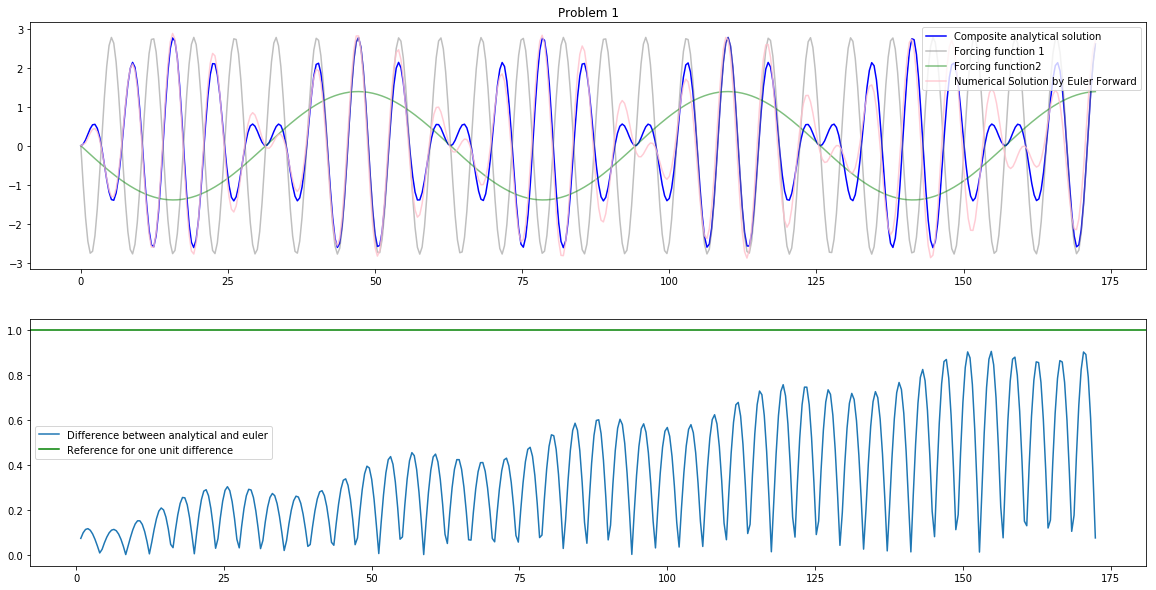 Problem 1
3
2
1
0
−1
−2
−3
Composite analytical solution
Forcing function 1
Forcing function2
Numerical Solution by Euler Forward
0 25 50 75 100 125 150 175
1.0
0.8
0.6
0.4
0.2
0.0
Difference between analytical and euler
Reference for one unit difference
0 25 50 75 100 125 150 175